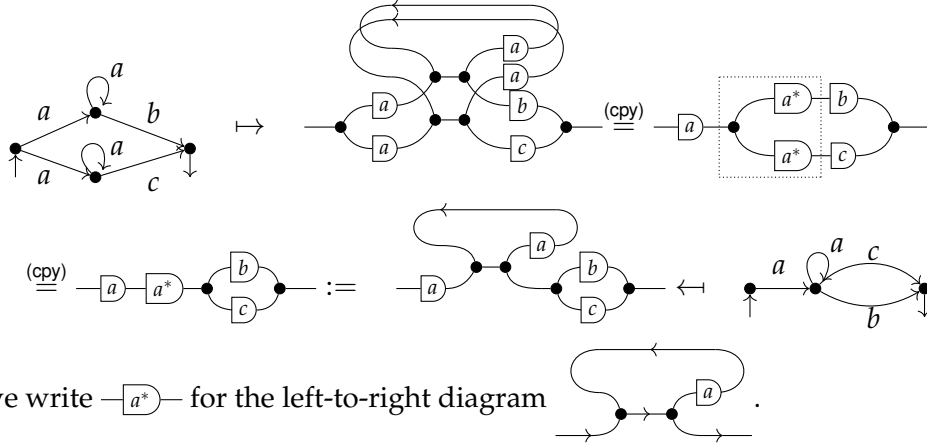 a a b a a c ↦ a a a a b c (cpy) = a a* a* b c
(cpy) = a a* b c := a a b c ↤ a a c b
ve write a* for the left-to-right diagram a .